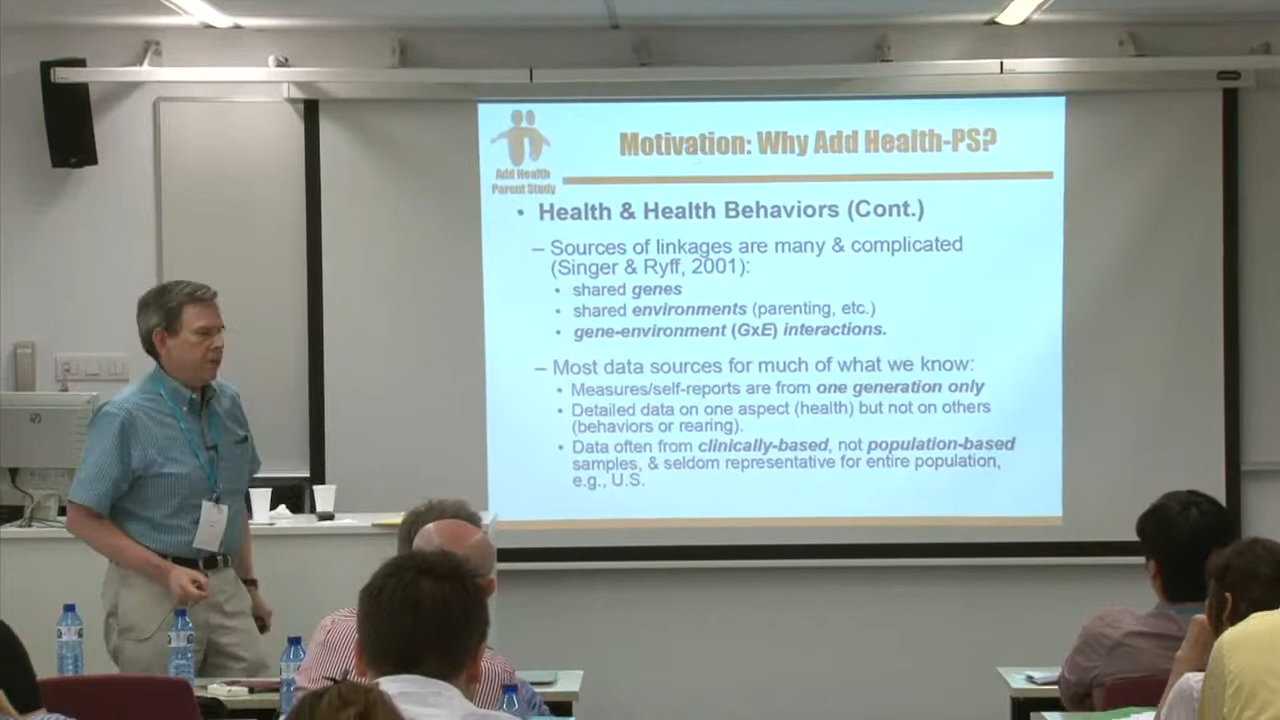 Motivation: Why Add Health-PS?
Add Health
Parent Study
• Health & Health Behaviors (Cont.)
– Sources of linkages are many & complicated
(Singer & Ryff, 2001):
• shared genes
• shared environments (parenting, etc.)
• gene-environment (GxE) interactions.
– Most data sources for much of what we know:
• Measures/self-reports are from one generation only
• Detailed data on one aspect (health) but not on others
(behaviors or rearing).
• Data often from clinically-based, not population-based
samples, & seldom representative for entire population,
e.g., U.S.